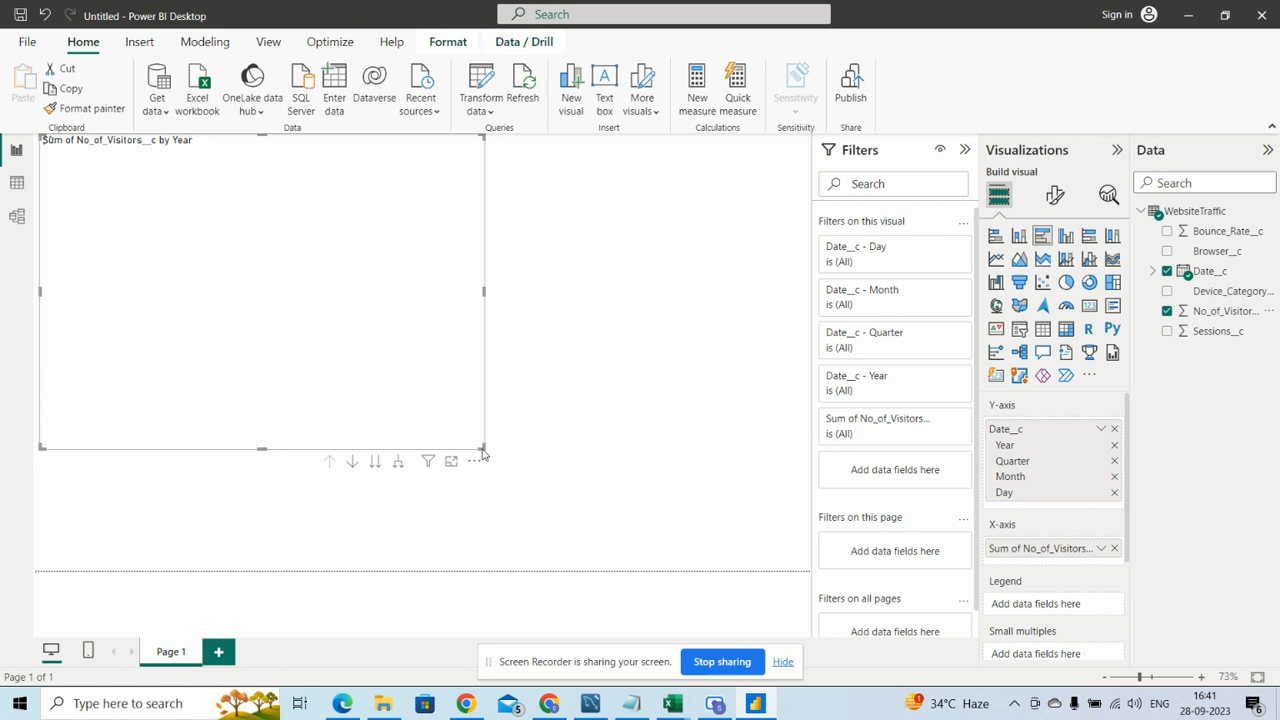 Untitled - Power BI Desktop
Search
Sign in
File
Home
Insert
Modeling
View
Optimize
Help
Format
Data / Drill
Paste
Cut
Copy
Format painter
Get data
Excel workbook
OneLake data hub
SQL Server
Enter data
Dataverse
Recent sources
Transform data
Refresh
New visual
Text box
More visuals
New measure
Quick measure
Sensitivity
Publish
Clipboard
Data
Queries
Insert
Calculations
Sensitivity
Share
Sum of No_of_Visitors__c by Year
Filters
Search
Filters on this visual
Date__c - Day
is (All)
Date__c - Month
is (All)
Date__c - Quarter
is (All)
Date__c - Year
is (All)
Sum of No_of_Visitors...
is (All)
Add data fields here
Filters on this page
Add data fields here
Filters on all pages
Add data fields here
Visualizations
Build visual
R
Py
Y-axis
Date__c
Year
Quarter
Month
Day
X-axis
Sum of No_of_Visitors...
Legend
Add data fields here
Small multiples
Add data fields here
Data
Search
WebsiteTraffic
Bounce_Rate__c
Browser__c
Date__c
Device_Category...
No_of_Visitor...
Sessions__c
Page 1
Screen Recorder is sharing your screen.
Stop sharing
Hide
Page 1 of 1
73%
Type here to search
5
1
34°C Haze
ENG
16:41
28-09-2023
6